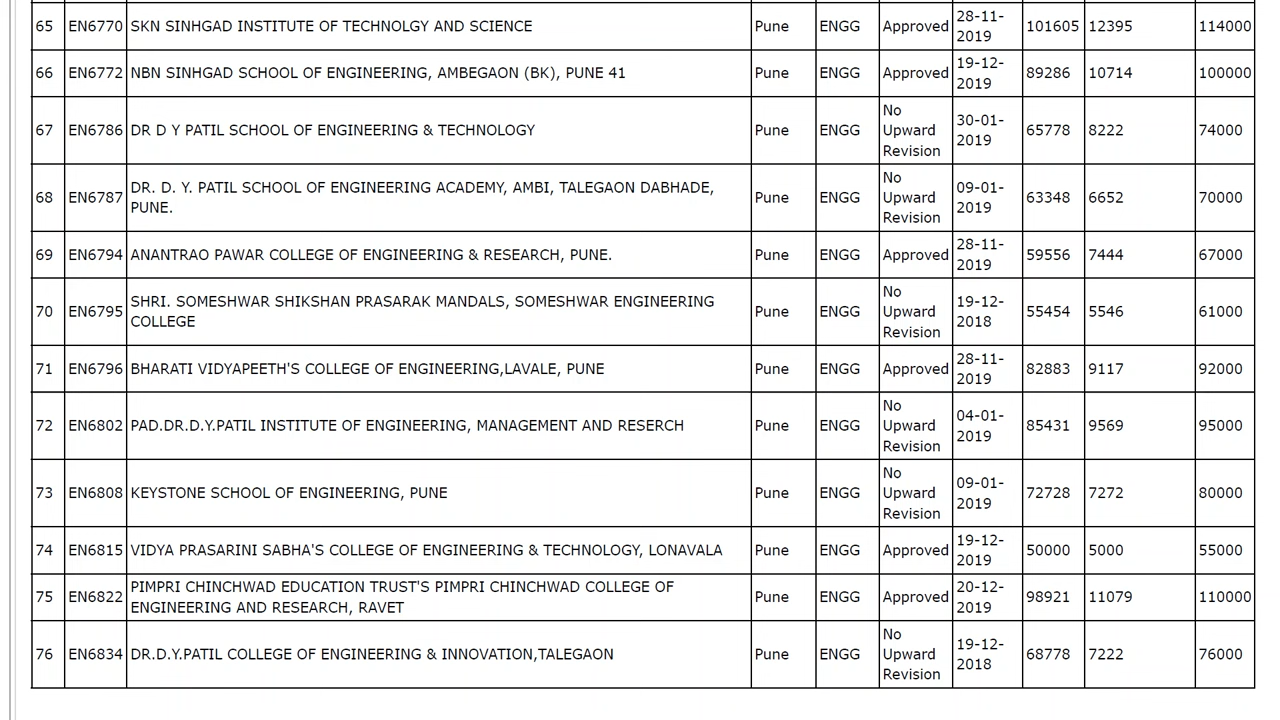 65 EN6770 SKN SINHGAD INSTITUTE OF TECHNOLGY AND SCIENCE Pune ENGG Approved 28-11-2019 101605 12395 114000
66 EN6772 NBN SINHGAD SCHOOL OF ENGINEERING, AMBEGAON (BK), PUNE 41 Pune ENGG Approved 19-12-2019 89286 10714 100000
67 EN6786 DR D Y PATIL SCHOOL OF ENGINEERING & TECHNOLOGY Pune ENGG No Upward Revision 30-01-2019 65778 8222 74000
68 EN6787 DR. D. Y. PATIL SCHOOL OF ENGINEERING ACADEMY, AMBI, TALEGAON DABHADE, PUNE. Pune ENGG No Upward Revision 09-01-2019 63348 6652 70000
69 EN6794 ANANTRAO PAWAR COLLEGE OF ENGINEERING & RESEARCH, PUNE. Pune ENGG Approved 28-11-2019 59556 7444 67000
70 EN6795 SHRI. SOMESHWAR SHIKSHAN PRASARAK MANDALS, SOMESHWAR ENGINEERING COLLEGE Pune ENGG No Upward Revision 19-12-2018 55454 5546 61000
71 EN6796 BHARATI VIDYAPEETH'S COLLEGE OF ENGINEERING,LAVALE, PUNE Pune ENGG Approved 28-11-2019 82883 9117 92000
72 EN6802 PAD.DR.D.Y.PATIL INSTITUTE OF ENGINEERING, MANAGEMENT AND RESERCH Pune ENGG No Upward Revision 04-01-2019 85431 9569 95000
73 EN6808 KEYSTONE SCHOOL OF ENGINEERING, PUNE Pune ENGG No Upward Revision 09-01-2019 72728 7272 80000
74 EN6815 VIDYA PRASARINI SABHA'S COLLEGE OF ENGINEERING & TECHNOLOGY, LONAVALA Pune ENGG Approved 19-12-2019 50000 5000 55000
75 EN6822 PIMPRI CHINCHWAD EDUCATION TRUST'S PIMPRI CHINCHWAD COLLEGE OF ENGINEERING AND RESEARCH, RAVET Pune ENGG Approved 20-12-2019 98921 11079 110000
76 EN6834 DR.D.Y.PATIL COLLEGE OF ENGINEERING & INNOVATION,TALEGAON Pune ENGG No Upward Revision 19-12-2018 68778 7222 76000